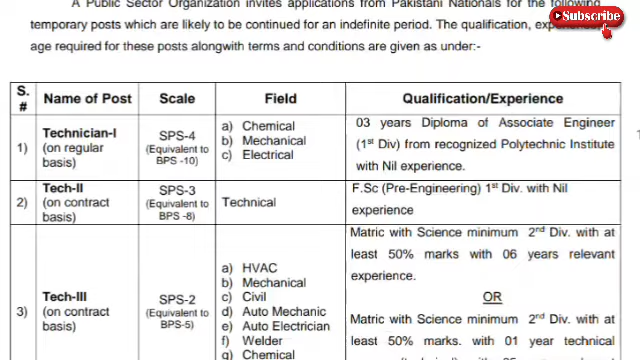 A Public Sector Organization invites applications from Pakistani Nationals for the following
temporary posts which are likely to be continued for an indefinite period. The qualification,
age required for these posts alongwith terms and conditions are given as under:-
Subscribe
S. # Name of Post Scale Field Qualification/Experience
1) Technician-I (on regular basis) SPS-4 (Equivalent to BPS -10)
a) Chemical
b) Mechanical
c) Electrical
03 years Diploma of Associate Engineer
(1st Div) from recognized Polytechnic Institute
with Nil experience.
2) Tech-II (on contract basis) SPS-3 (Equivalent to BPS -8) Technical
F.Sc (Pre-Engineering) 1st Div. with Nil
experience
3) Tech-III (on contract basis) SPS-2 (Equivalent to BPS-5)
a) HVAC
b) Mechanical
c) Civil
d) Auto Mechanic
e) Auto Electrician
f) Welder
g) Chemical
Matric with Science minimum 2nd Div. with at
least 50% marks with 06 years relevant
experience.
OR
Matric with Science minimum 2nd Div. with at
least 50% marks. with 01 year technical